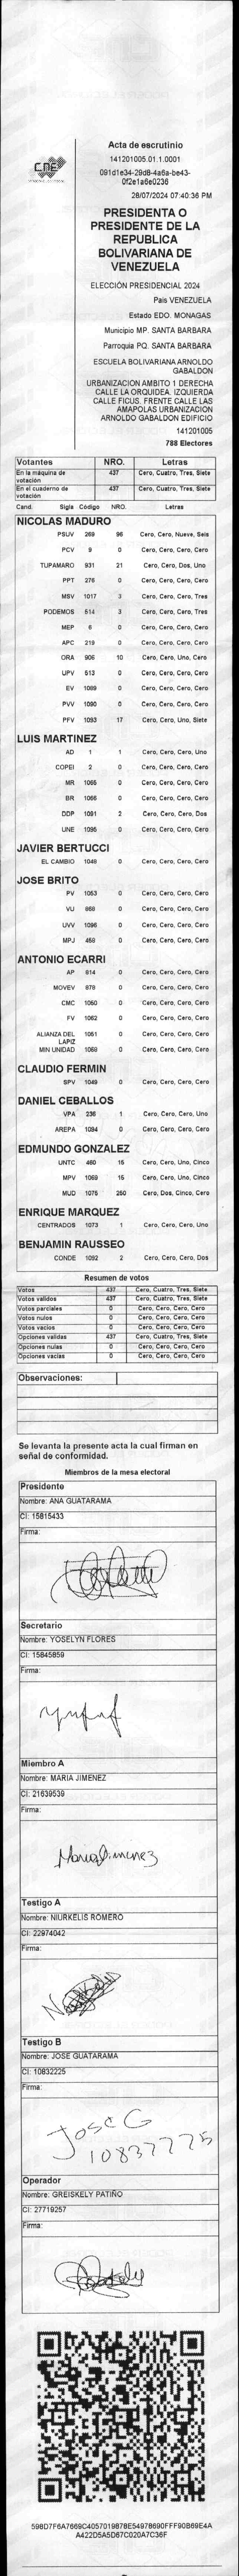 CNE
Acta de escrutinio
141201005.01.1.0001
091d1e34-29d8-4a6a-be43-
0f2e1a6e0236
28/07/2024 07:40:36 PM
PRESIDENTA O
PRESIDENTE DE LA
REPUBLICA
BOLIVARIANA DE
VENEZUELA
ELECCIÓN PRESIDENCIAL 2024
País VENEZUELA
Estado EDO. MONAGAS
Municipio MP. SANTA BARBARA
Parroquia PQ. SANTA BARBARA
ESCUELA BOLIVARIANA ARNOLDO
GABALDON
URBANIZACION AMBITO 1 DERECHA
CALLE LA ORQUIDEA. IZQUIERDA
CALLE FICUS. FRENTE CALLE LAS
AMAPOLAS URBANIZACION
ARNOLDO GABALDON EDIFICIO
141201005
788 Electores
Votantes NRO. Letras
En la máquina de votación 437 Cero, Cuatro, Tres, Siete
En el cuaderno de votación 437 Cero, Cuatro, Tres, Siete
Cand. Sigla Código NRO. Letras
NICOLAS MADURO
PSUV 269 96 Cero, Cero, Nueve, Seis
PCV 9 0 Cero, Cero, Cero, Cero
TUPAMARO 931 21 Cero, Cero, Dos, Uno
PPT 276 0 Cero, Cero, Cero, Cero
MSV 1017 3 Cero, Cero, Cero, Tres
PODEMOS 514 3 Cero, Cero, Cero, Tres
MEP 6 0 Cero, Cero, Cero, Cero
APC 219 0 Cero, Cero, Cero, Cero
ORA 906 10 Cero, Cero, Uno, Cero
UPV 513 0 Cero, Cero, Cero, Cero
EV 1089 0 Cero, Cero, Cero, Cero
PVV 1090 0 Cero, Cero, Cero, Cero
PFV 1093 17 Cero, Cero, Uno, Siete
LUIS MARTINEZ
AD 1 1 Cero, Cero, Cero, Uno
COPEI 2 0 Cero, Cero, Cero, Cero
MR 1065 0 Cero, Cero, Cero, Cero
BR 1066 0 Cero, Cero, Cero, Cero
DDP 1091 2 Cero, Cero, Cero, Dos
UNE 1095 0 Cero, Cero, Cero, Cero
JAVIER BERTUCCI
EL CAMBIO 1048 0 Cero, Cero, Cero, Cero
JOSE BRITO
PV 1053 0 Cero, Cero, Cero, Cero
VU 868 0 Cero, Cero, Cero, Cero
UVV 1096 0 Cero, Cero, Cero, Cero
MPJ 458 0 Cero, Cero, Cero, Cero
ANTONIO ECARRI
AP 814 0 Cero, Cero, Cero, Cero
MOVEV 879 0 Cero, Cero, Cero, Cero
CMC 1050 0 Cero, Cero, Cero, Cero
FV 1062 0 Cero, Cero, Cero, Cero
ALIANZA DEL LAPIZ 1051 0 Cero, Cero, Cero, Cero
MIN UNIDAD 1068 0 Cero, Cero, Cero, Cero
CLAUDIO FERMIN
SPV 1049 0 Cero, Cero, Cero, Cero
DANIEL CEBALLOS
VPA 236 1 Cero, Cero, Cero, Uno
AREPA 1094 0 Cero, Cero, Cero, Cero
EDMUNDO GONZALEZ
UNTC 480 15 Cero, Cero, Uno, Cinco
MPV 1069 15 Cero, Cero, Uno, Cinco
MUD 1075 250 Cero, Dos, Cinco, Cero
ENRIQUE MARQUEZ
CENTRADOS 1073 1 Cero, Cero, Cero, Uno
BENJAMIN RAUSSEO
CONDE 1092 2 Cero, Cero, Cero, Dos
Resumen de votos
Votos 437 Cero, Cuatro, Tres, Siete
Votos validos 437 Cero, Cuatro, Tres, Siete
Votos parciales 0 Cero, Cero, Cero, Cero
Votos nulos 0 Cero, Cero, Cero, Cero
Votos vacios 0 Cero, Cero, Cero, Cero
Opciones validas 437 Cero, Cuatro, Tres, Siete
Opciones nulas 0 Cero, Cero, Cero, Cero
Opciones vacias 0 Cero, Cero, Cero, Cero
Observaciones:
Se levanta la presente acta la cual firman en
señal de conformidad.
Miembros de la mesa electoral
Presidente
Nombre: ANA GUATARAMA
CI: 15815433
Firma:
Secretario
Nombre: YOSELYN FLORES
CI: 15845859
Firma:
Miembro A
Nombre: MARIA JIMENEZ
CI: 21639539
Firma:
Maria Jimenez
Testigo A
Nombre: NIURKELIS ROMERO
CI: 22974042
Firma:
Testigo B
Nombre: JOSE GUATARAMA
CI: 10832225
Firma:
José G
Operador
Nombre: GREISKELY PATIÑO
CI: 27719257
Firma:
598D7F6A7669C4057019878E54978690FFF90B69E4A
A422D5A5D67C020A7C36F